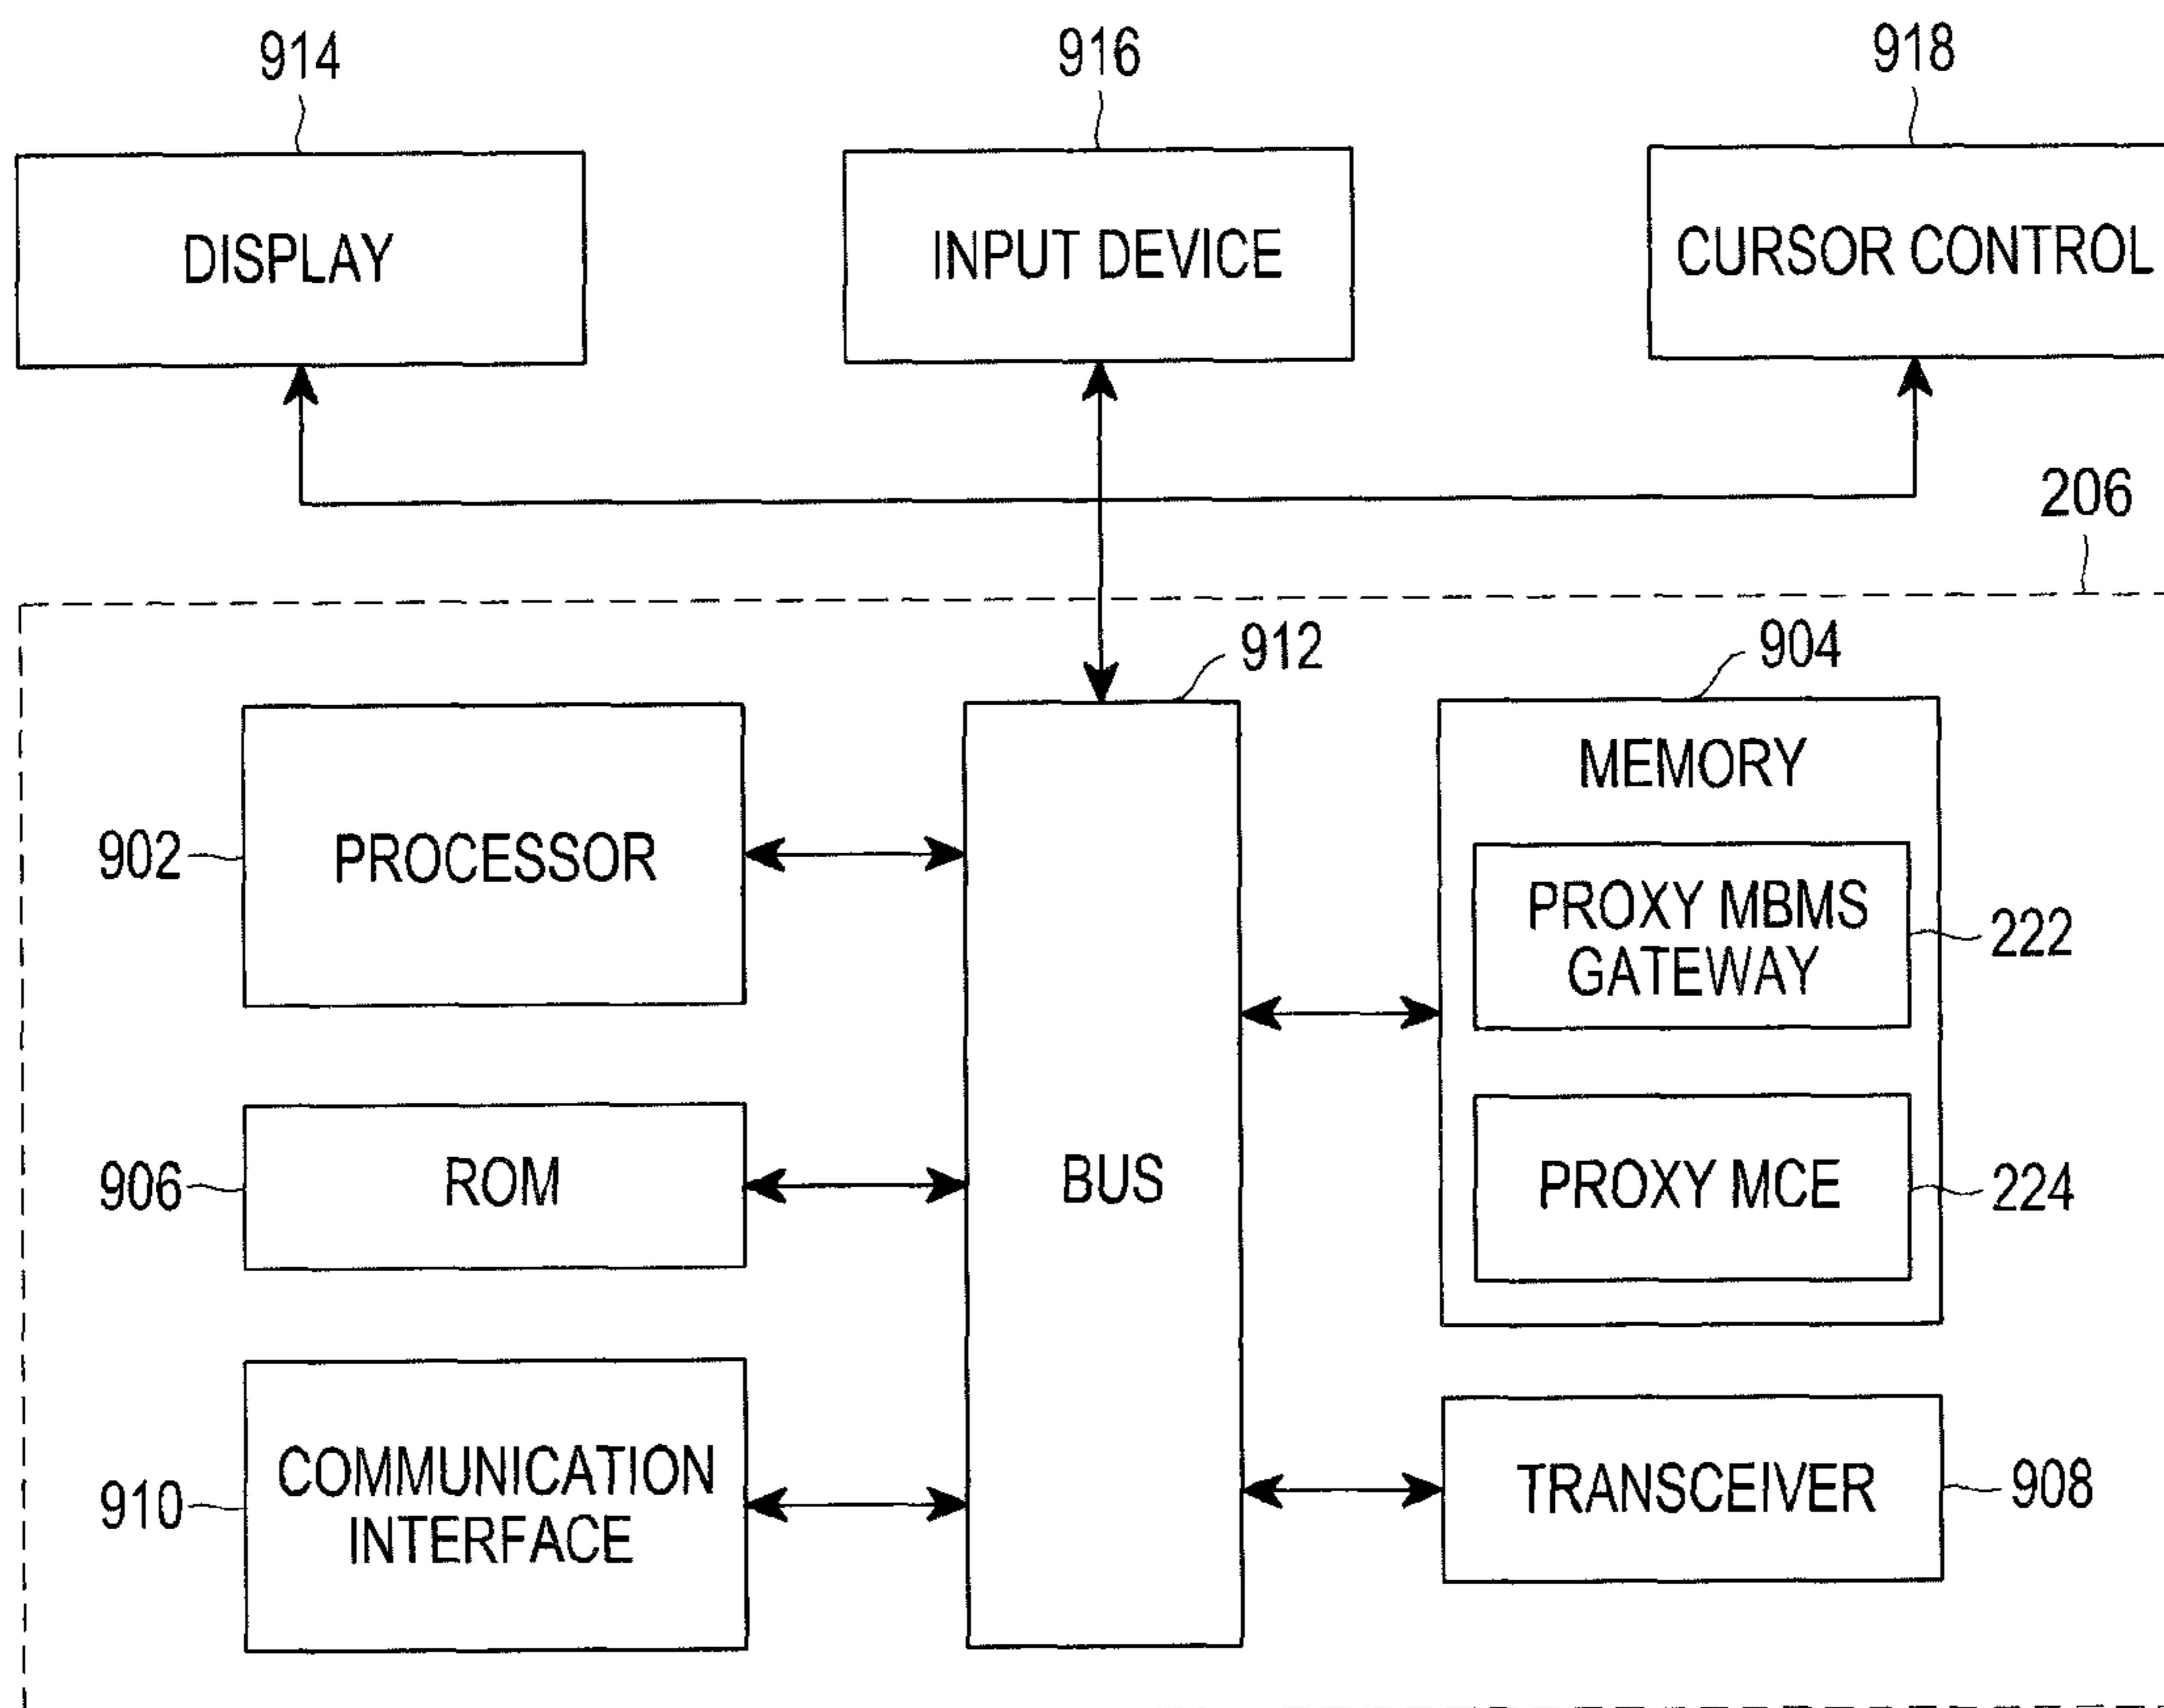 914
916
918
DISPLAY
INPUT DEVICE
CURSOR CONTROL
206
912
904
MEMORY
902
PROCESSOR
PROXY MBMS
GATEWAY
222
906
ROM
BUS
PROXY MCE
224
910
COMMUNICATION
INTERFACE
TRANSCEIVER
908